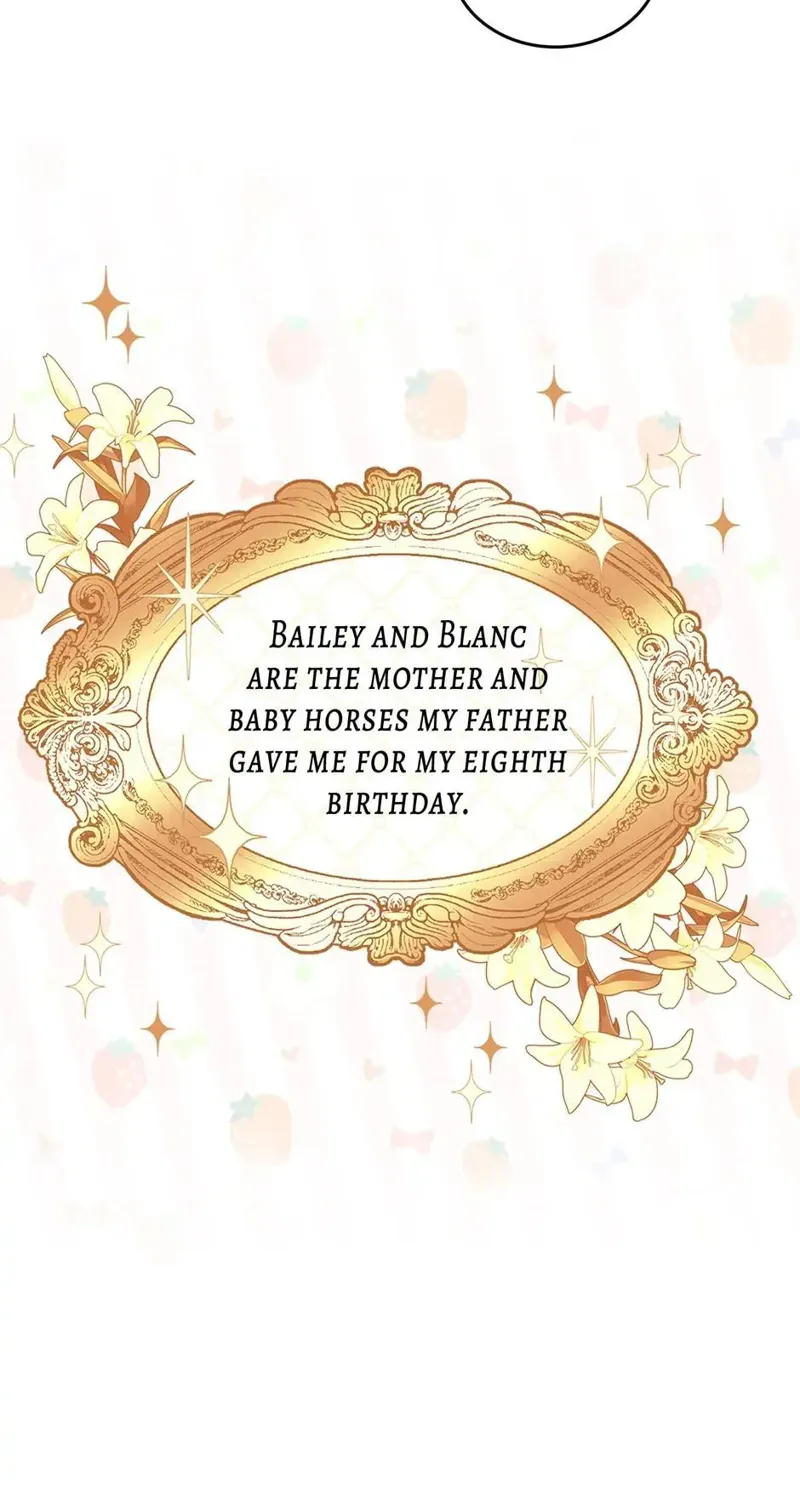 BAILEY AND BLANC
ARE THE MOTHER AND
BABY HORSES MY FATHER
GAVE ME FOR MY EIGHTH
BIRTHDAY.